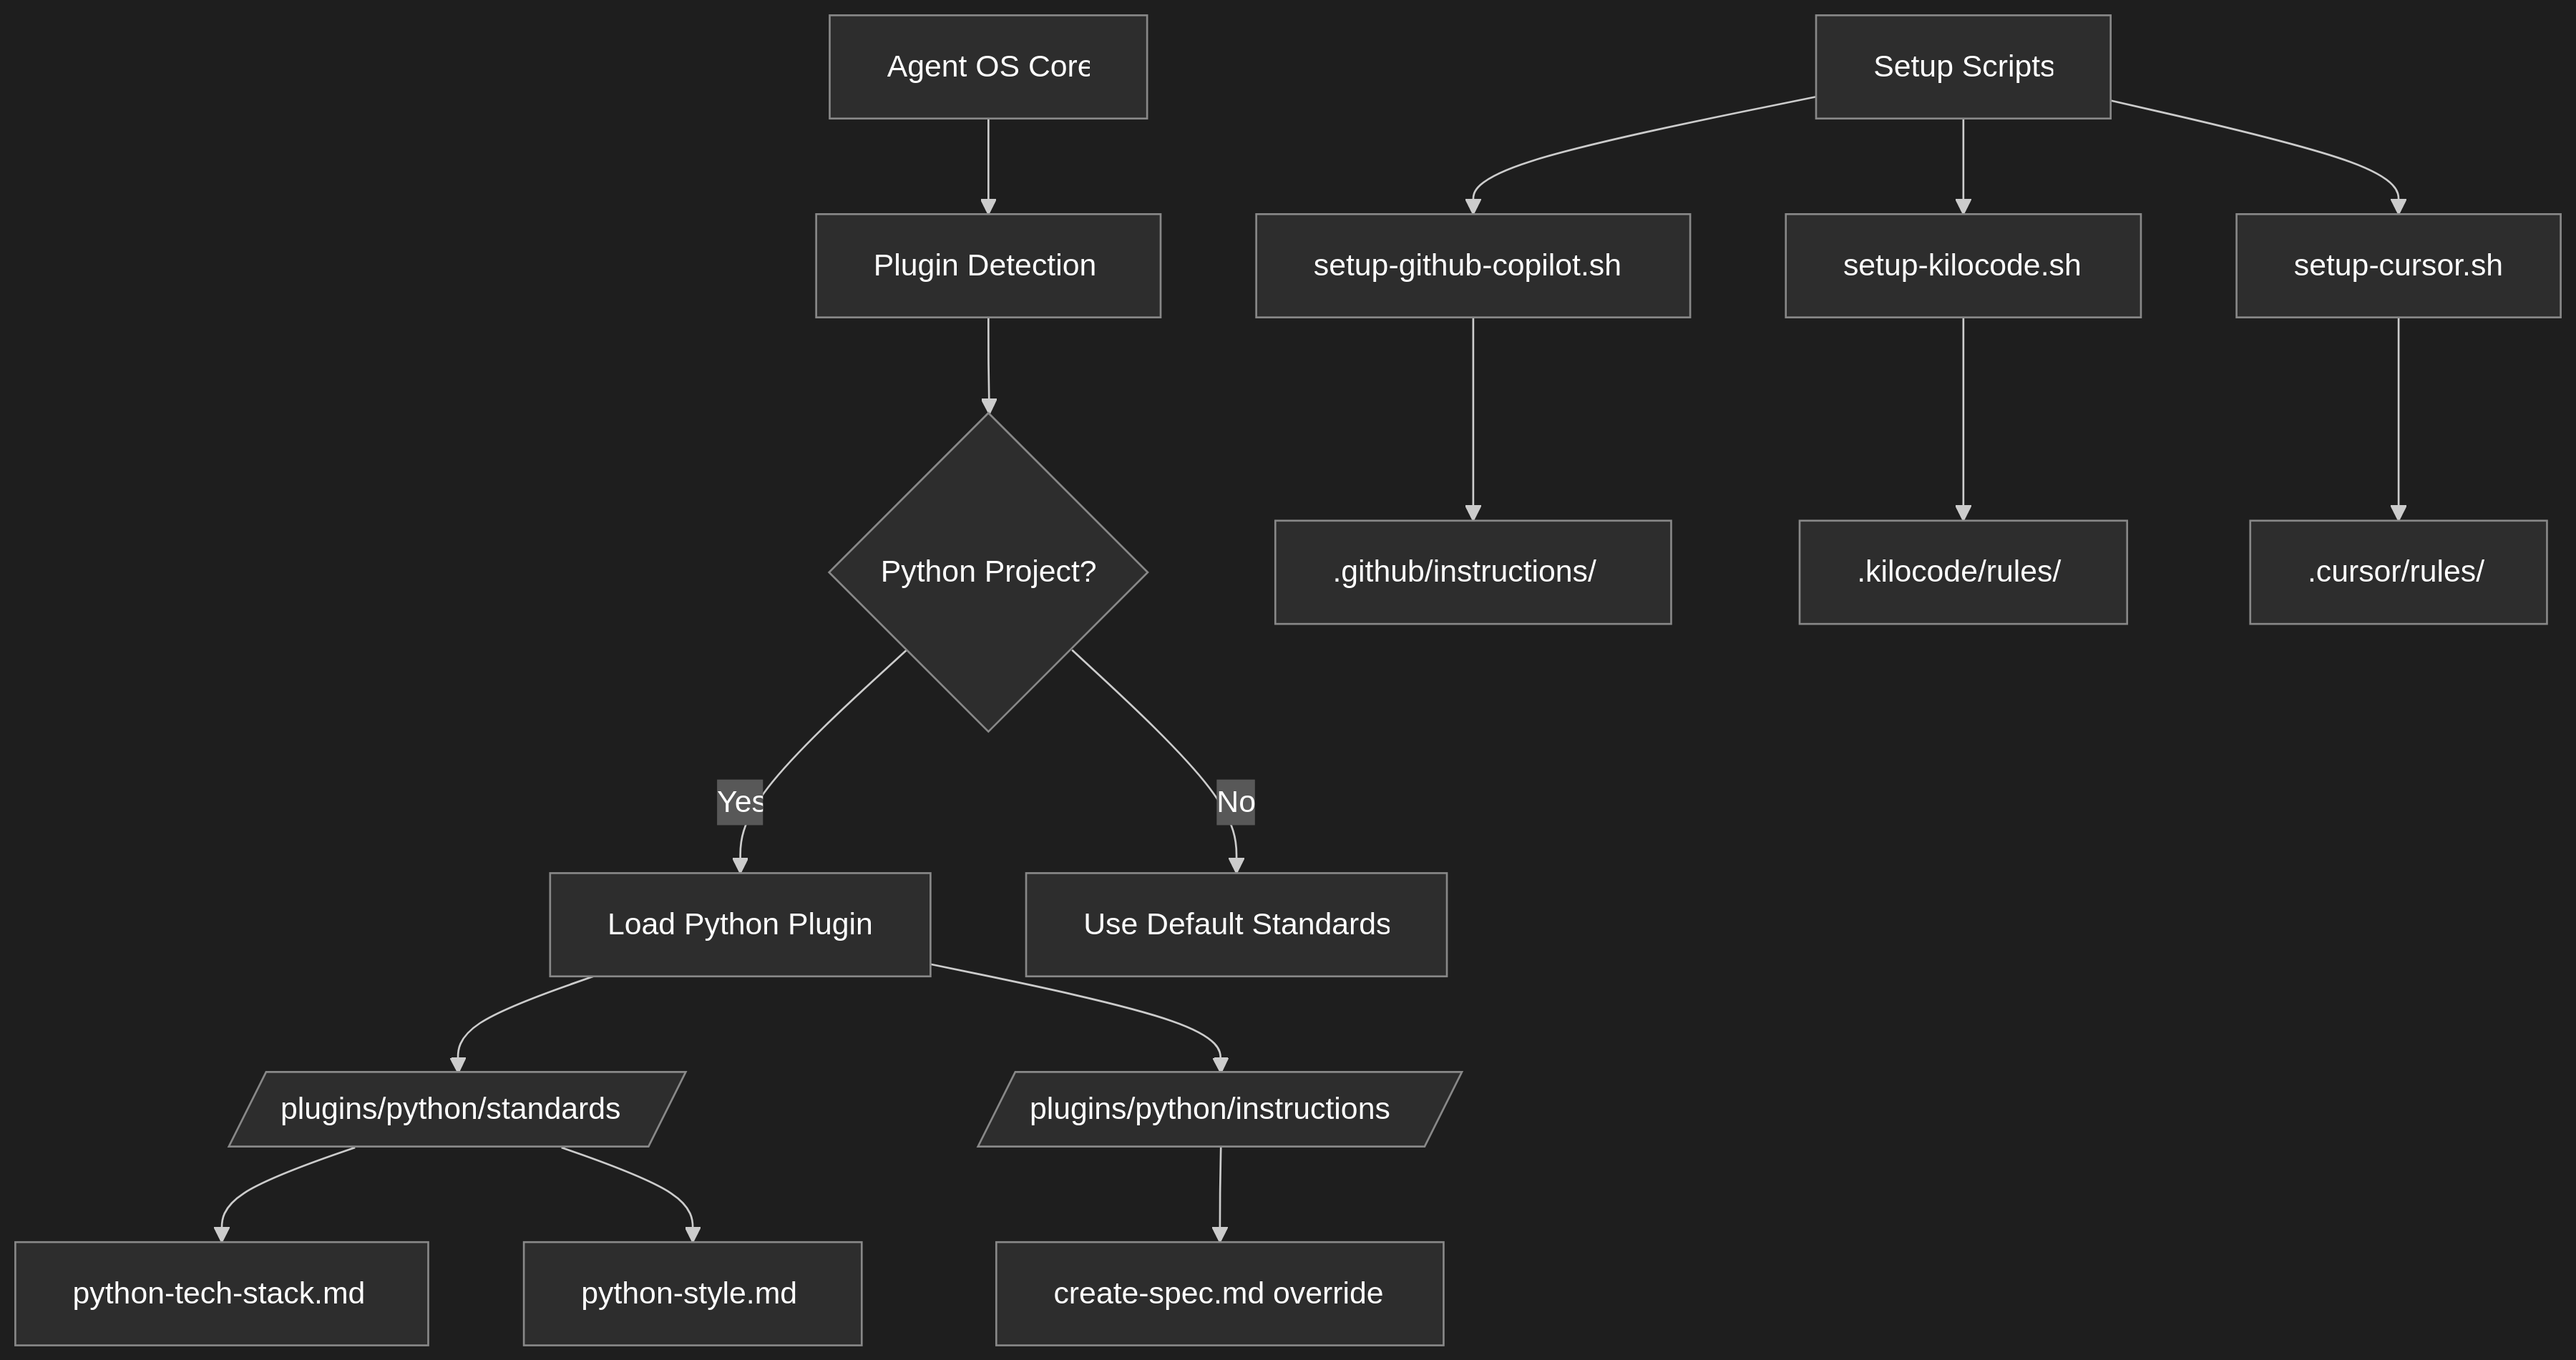 Agent OS Core
Setup Scripts
Plugin Detection
setup-github-copilot.sh
setup-kilocode.sh
setup-cursor.sh
Python Project?
.github/instructions/
.kilocode/rules/
.cursor/rules/
Yes
No
Load Python Plugin
Use Default Standards
plugins/python/standards
plugins/python/instructions
python-tech-stack.md
python-style.md
create-spec.md override